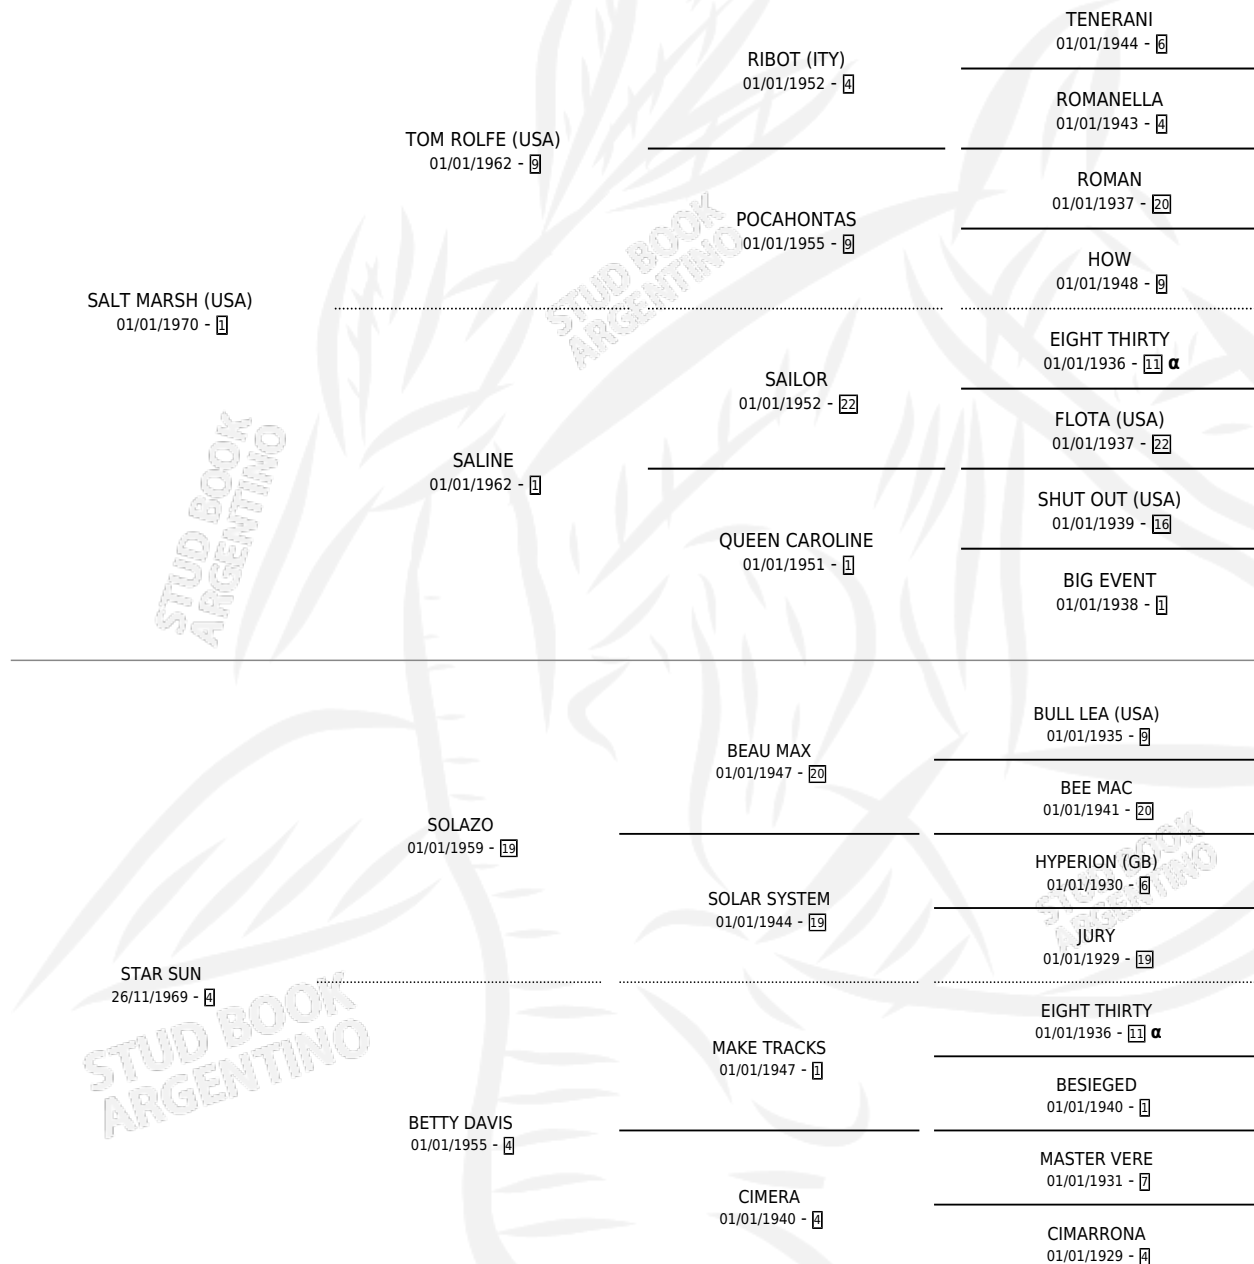 TENERANI
01/01/1944 - 6
RIBOT (ITY)
01/01/1952 - 4
ROMANELLA
01/01/1943 - 4
TOM ROLFE (USA)
01/01/1962 - 9
ROMAN
01/01/1937 - 20
POCAHONTAS
01/01/1955 - 9
HOW
01/01/1948 - 9
SALT MARSH (USA)
01/01/1970 - 1
EIGHT THIRTY
01/01/1936 - 11 α
SAILOR
01/01/1952 - 22
FLOTA (USA)
01/01/1937 - 22
SALINE
01/01/1962 - 1
SHUT OUT (USA)
01/01/1939 - 16
QUEEN CAROLINE
01/01/1951 - 1
BIG EVENT
01/01/1938 - 1
BULL LEA (USA)
01/01/1935 - 9
BEAU MAX
01/01/1947 - 20
BEE MAC
01/01/1941 - 20
SOLAZO
01/01/1959 - 19
HYPERION (GB)
01/01/1930 - 6
SOLAR SYSTEM
01/01/1944 - 19
JURY
01/01/1929 - 19
STAR SUN
26/11/1969 - 4
EIGHT THIRTY
01/01/1936 - 11 α
MAKE TRACKS
01/01/1947 - 1
BESIEGED
01/01/1940 - 1
BETTY DAVIS
01/01/1955 - 4
MASTER VERE
01/01/1931 - 7
CIMERA
01/01/1940 - 4
CIMARRONA
01/01/1929 - 4
STUD BOOK
ARGENTINO
STUD BOOK
ARGENTINO
STUD BOOK
ARGENTINO
STUD BOOK
ARGENTINO